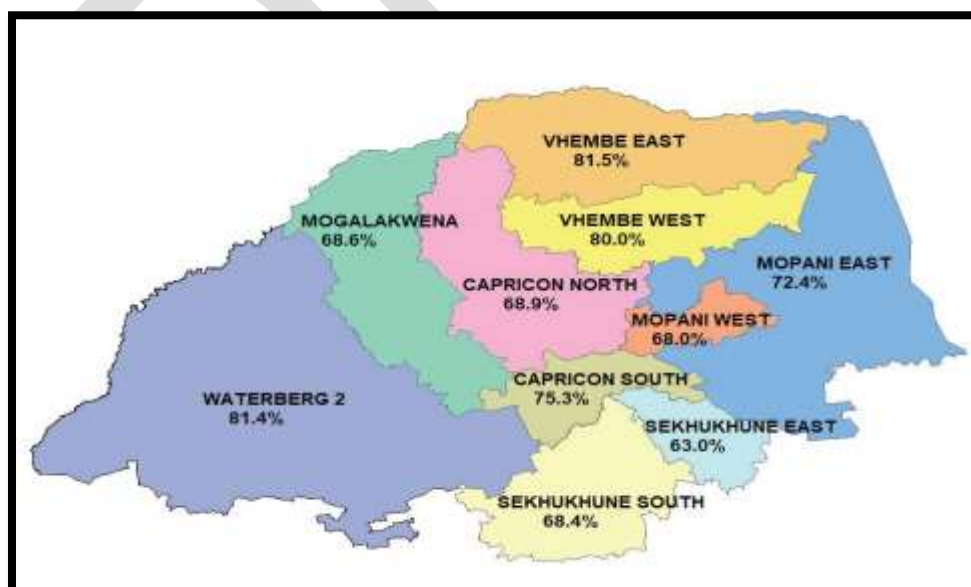 VHEMBE EAST
81.5%
MOGALAKWENA
68.6%
VHEMBE WEST
80.0%
MOPANI EAST
72.4%
CAPRICON NORTH
68.9%
MOPANI WEST
68.0%
CAPRICON SOUTH
75.3%
WATERBERG 2
81.4%
SEKHUKHUNE EAST
63.0%
SEKHUKHUNE SOUTH
68.4%